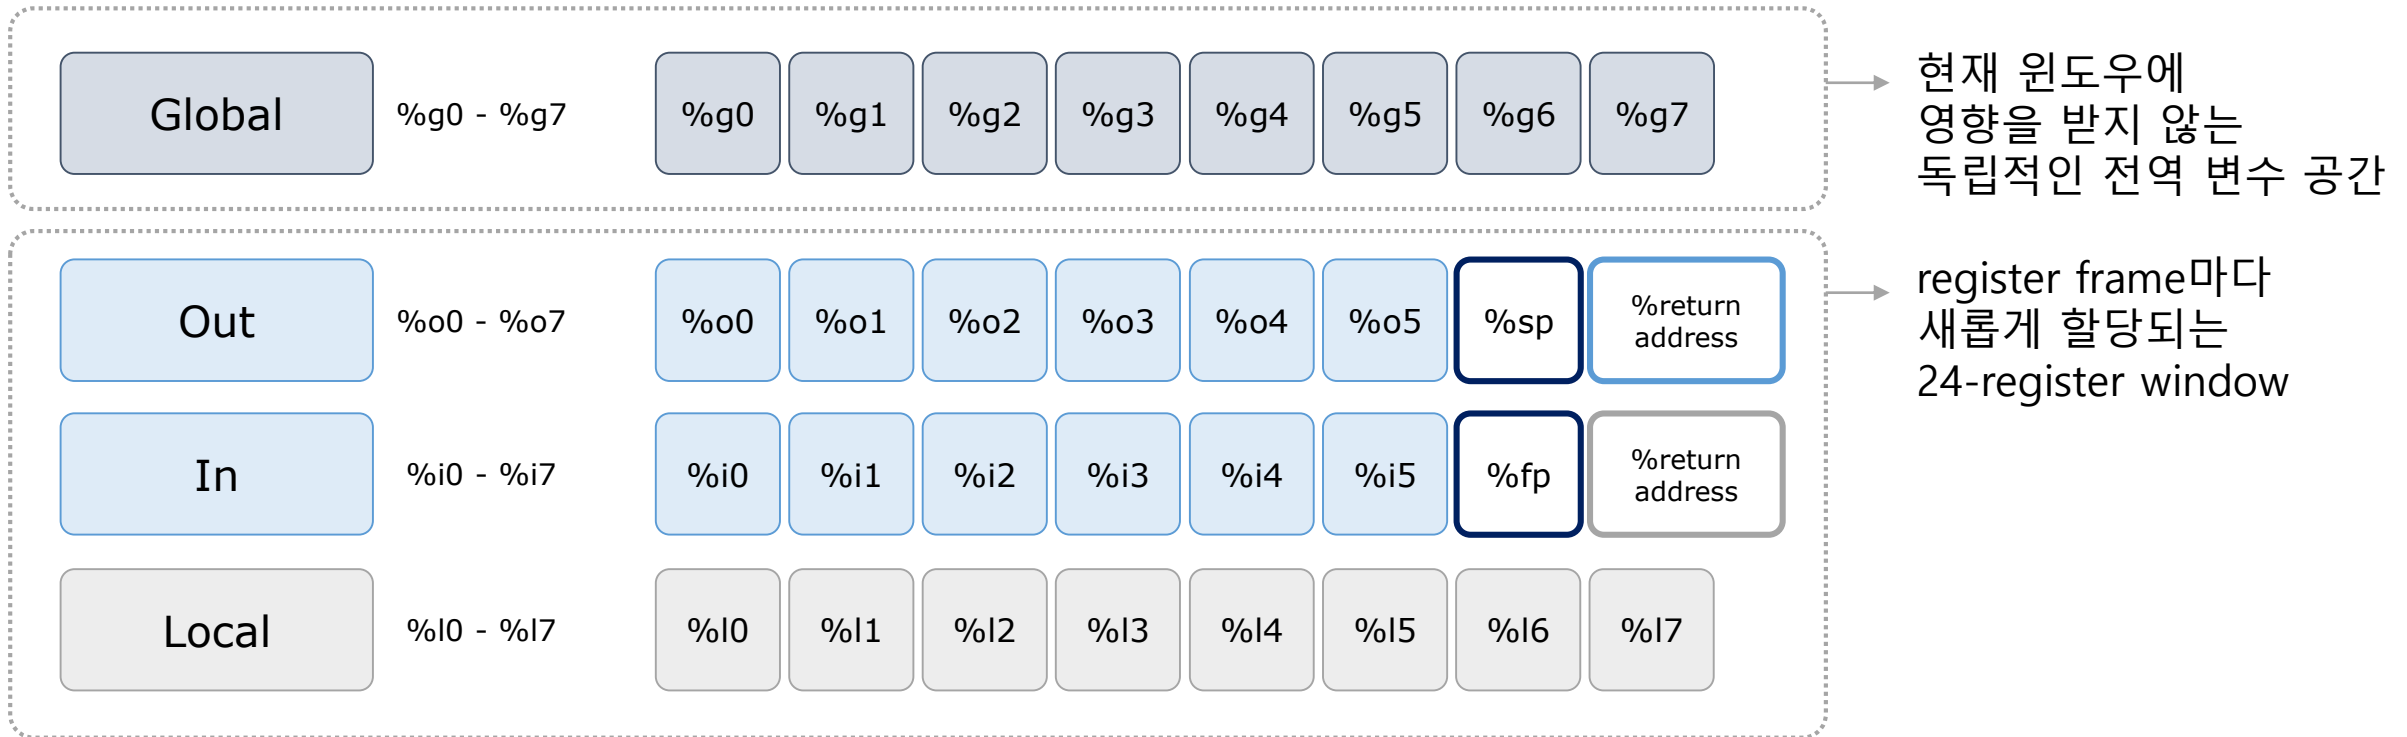 Global %g0 - %g7 %g0 %g1 %g2 %g3 %g4 %g5 %g6 %g7
현재 윈도우에
영향을 받지 않는
독립적인 전역 변수 공간
Out %o0 - %o7 %o0 %o1 %o2 %o3 %o4 %o5 %sp %return
address
register frame마다
새롭게 할당되는
24-register window
In %i0 - %i7 %i0 %i1 %i2 %i3 %i4 %i5 %fp %return
address
Local %l0 - %l7 %l0 %l1 %l2 %l3 %l4 %l5 %l6 %l7